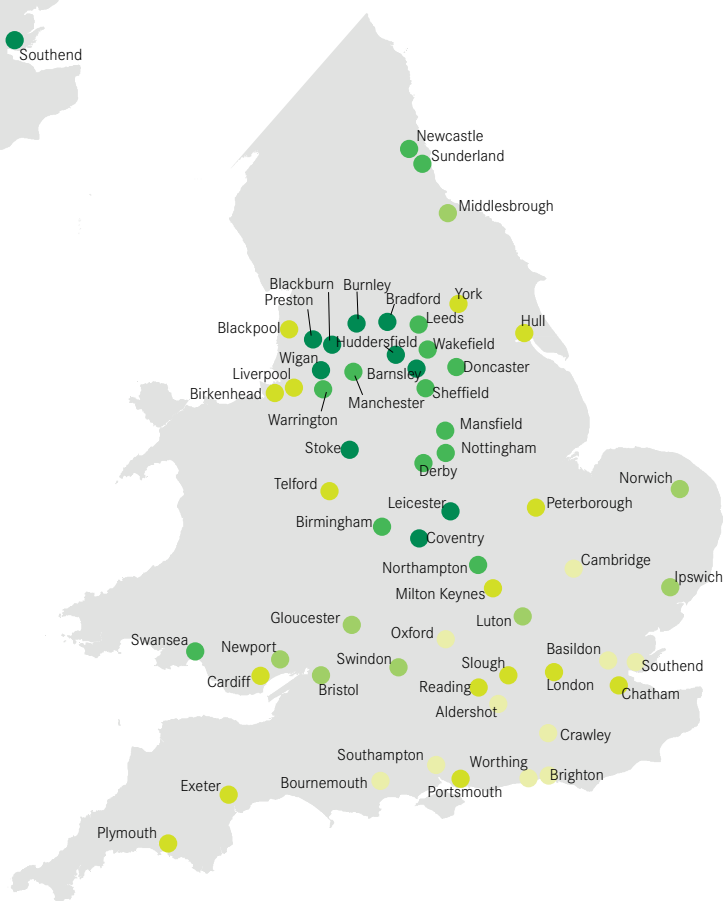 Southend
Newcastle
Sunderland
Middlesbrough
Blackburn
Burnley
Preston
Bradford
York
Blackpool
Leeds
Hull
Huddersfield
Wakefield
Wigan
Liverpool
Barnsley
Doncaster
Birkenhead
Manchester
Sheffield
Warrington
Mansfield
Stoke
Nottingham
Derby
Telford
Norwich
Leicester
Peterborough
Birmingham
Coventry
Cambridge
Northampton
Ipswich
Milton Keynes
Gloucester
Luton
Oxford
Swansea
Newport
Basildon
Swindon
Slough
Southend
Cardiff
Bristol
Reading
London
Chatham
Aldershot
Crawley
Southampton
Worthing
Bournemouth
Brighton
Exeter
Portsmouth
Plymouth